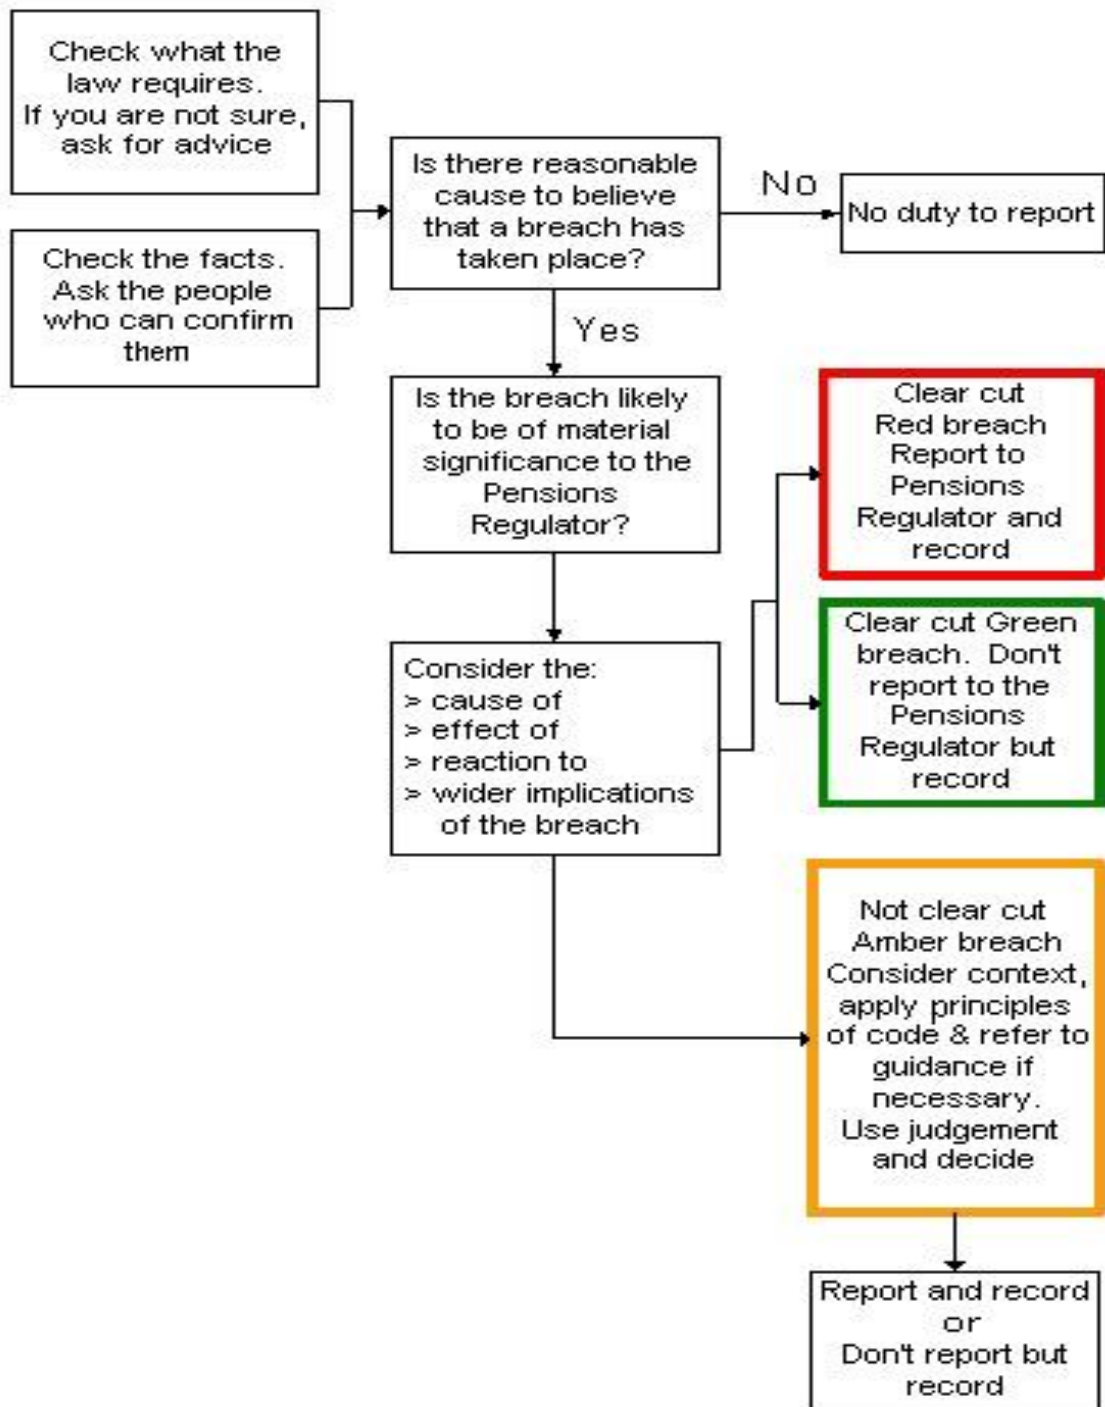 Check what the
law requires.
If you are not sure,
ask for advice
Check the facts.
Ask the people
who can confirm
them
Is there reasonable
cause to believe
that a breach has
taken place?
No
No duty to report
Yes
Is the breach likely
to be of material
significance to the
Pensions
Regulator?
Consider the:
> cause of
> effect of
> reaction to
> wider implications
of the breach
Clear cut
Red breach
Report to
Pensions
Regulator and
record
Clear cut Green
breach. Don't
report to the
Pensions
Regulator but
record
Not clear cut
Amber breach
Consider context,
apply principles
of code & refer to
guidance if
necessary.
Use judgement
and decide
Report and record
or
Don't report but
record